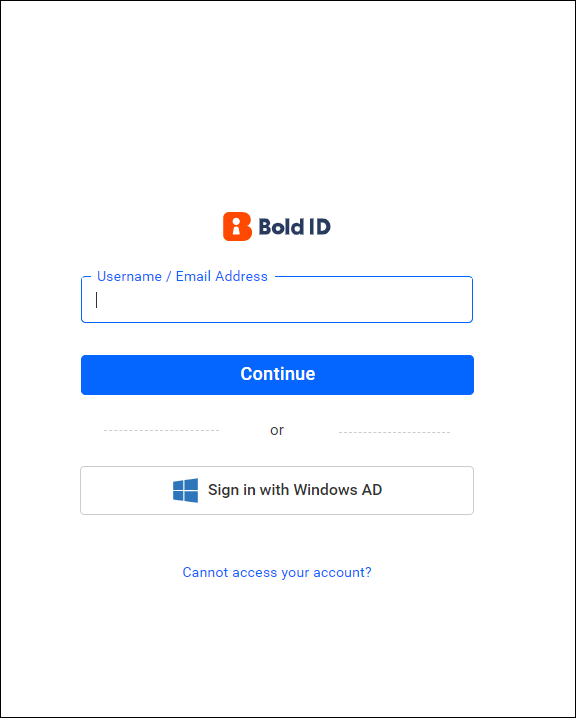 Bold ID
Username / Email Address
Continue
or
Sign in with Windows AD
Cannot access your account?